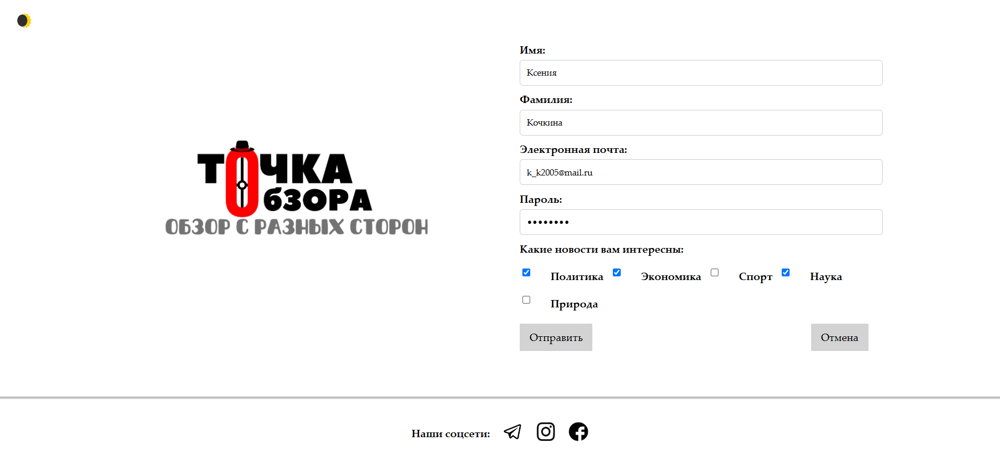 ТОЧКА
Обзора
ОБЗОР С РАЗНЫХ СТОРОН
Имя:
Ксения
Фамилия:
Кочкина
Электронная почта:
k_k2005@mail.ru
Пароль:
••••••••
Какие новости вам интересны:
Политика Экономика Спорт Наука
Природа
Отправить Отмена
Наши соцсети: